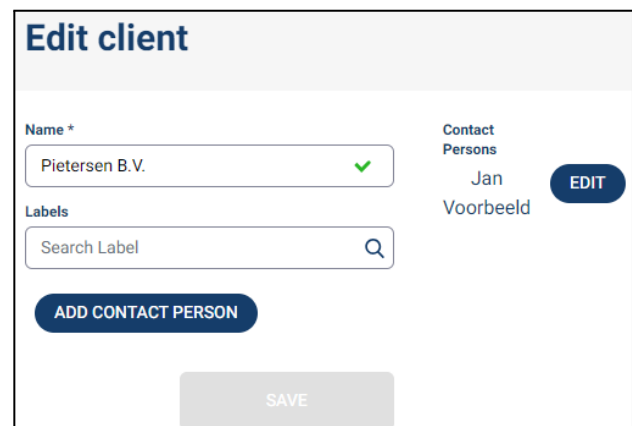 Edit client
Name *
Pietersen B.V.
Labels
Search Label
ADD CONTACT PERSON
SAVE
Contact
Persons
Jan
Voorbeeld
EDIT